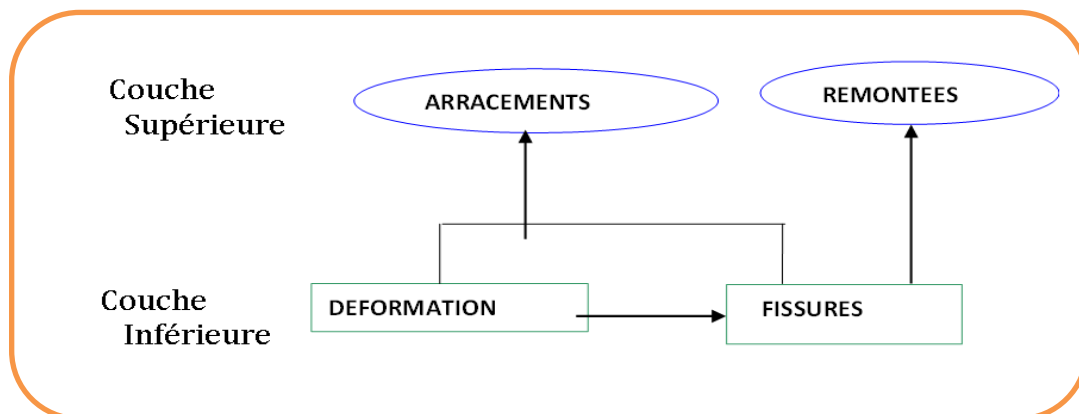 Couche
Supérieure
ARRACEMENTS
REMONTEES
Couche
Inférieure
DEFORMATION
FISSURES